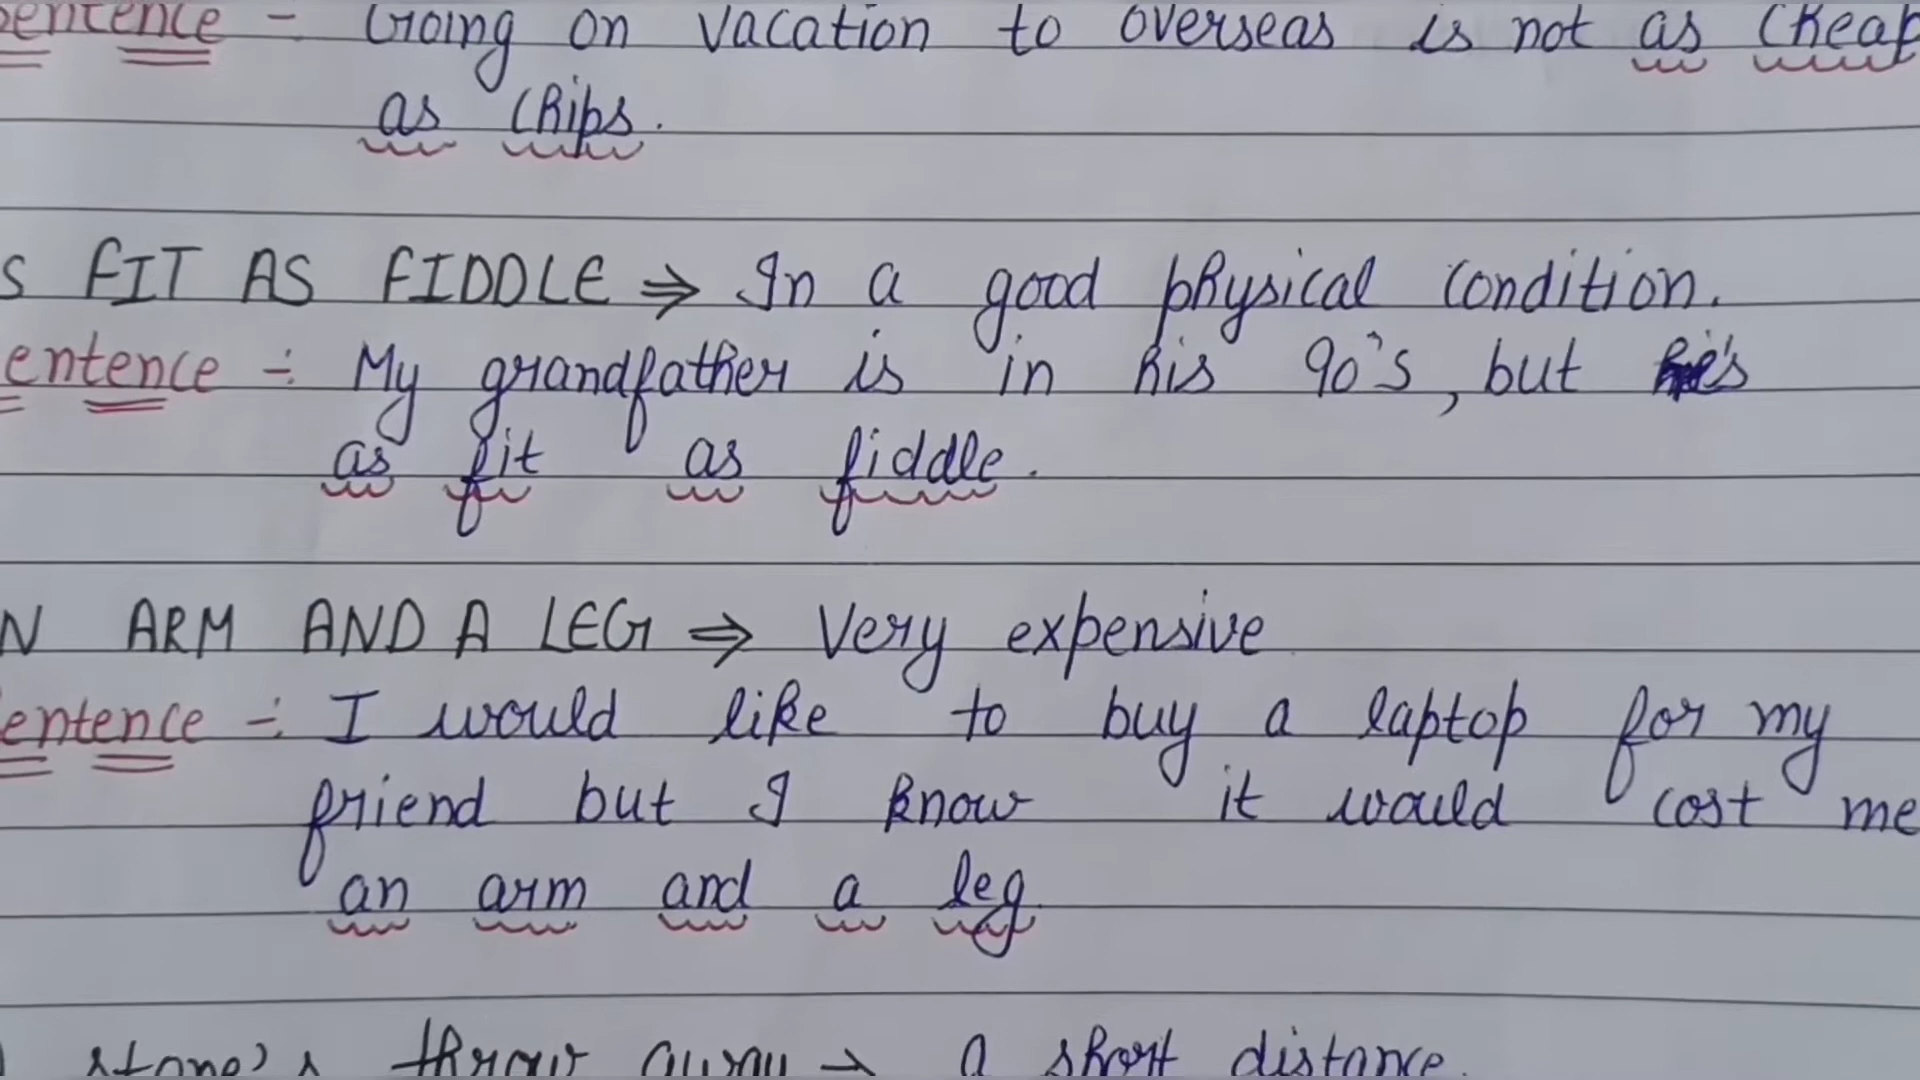 Sentence - Going on vacation to overseas is not as cheap
as chips.
S FIT AS FIDDLE ⇒ In a good physical condition.
entence ÷ My grandfather is in his 90's, but he's
as fit as fiddle.
N ARM AND A LEG ⇒ Very expensive
entence ÷ I would like to buy a laptop for my
friend but I know it would cost me
an arm and a leg
stone's throw away → a short distance.